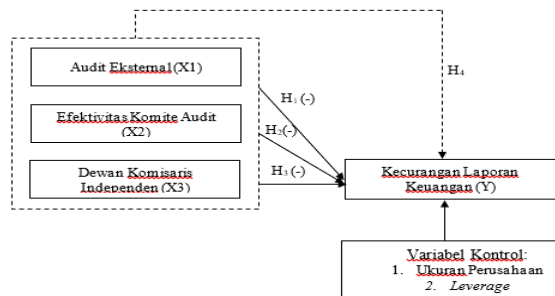 Audit Eksternal (X1)
Efektivitas Komite Audit
(X2)
Dewan Komisaris
Independen (X3)
H1 (-)
H2(-)
H3 (-)
H4
Kecurangan Laporan
Keuangan (Y)
Variabel Kontrol:
1. Ukuran Perusahaan
2. Leverage